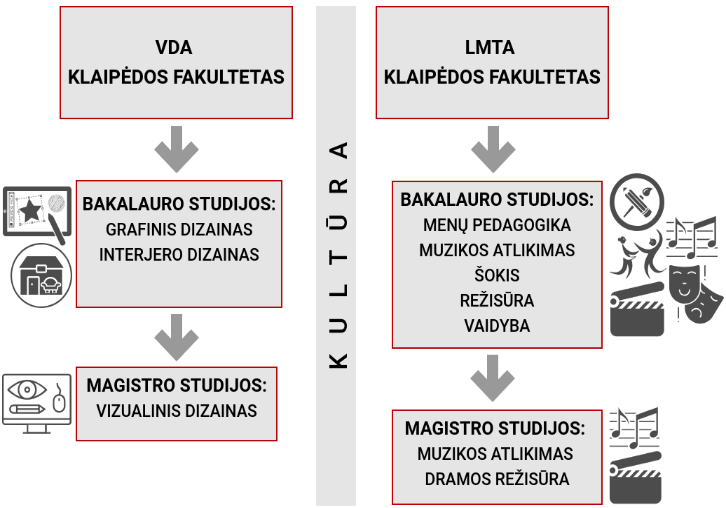 VDA
KLAIPĖDOS FAKULTETAS
BAKALAURO STUDIJOS:
GRAFINIS DIZAINAS
INTERJERO DIZAINAS
MAGISTRO STUDIJOS:
VIZUALINIS DIZAINAS
KULTŪRA
LMTA
KLAIPĖDOS FAKULTETAS
BAKALAURO STUDIJOS:
MENŲ PEDAGOGIKA
MUZIKOS ATLIKIMAS
ŠOKIS
REŽISŪRA
VAIDYBA
MAGISTRO STUDIJOS:
MUZIKOS ATLIKIMAS
DRAMOS REŽISŪRA